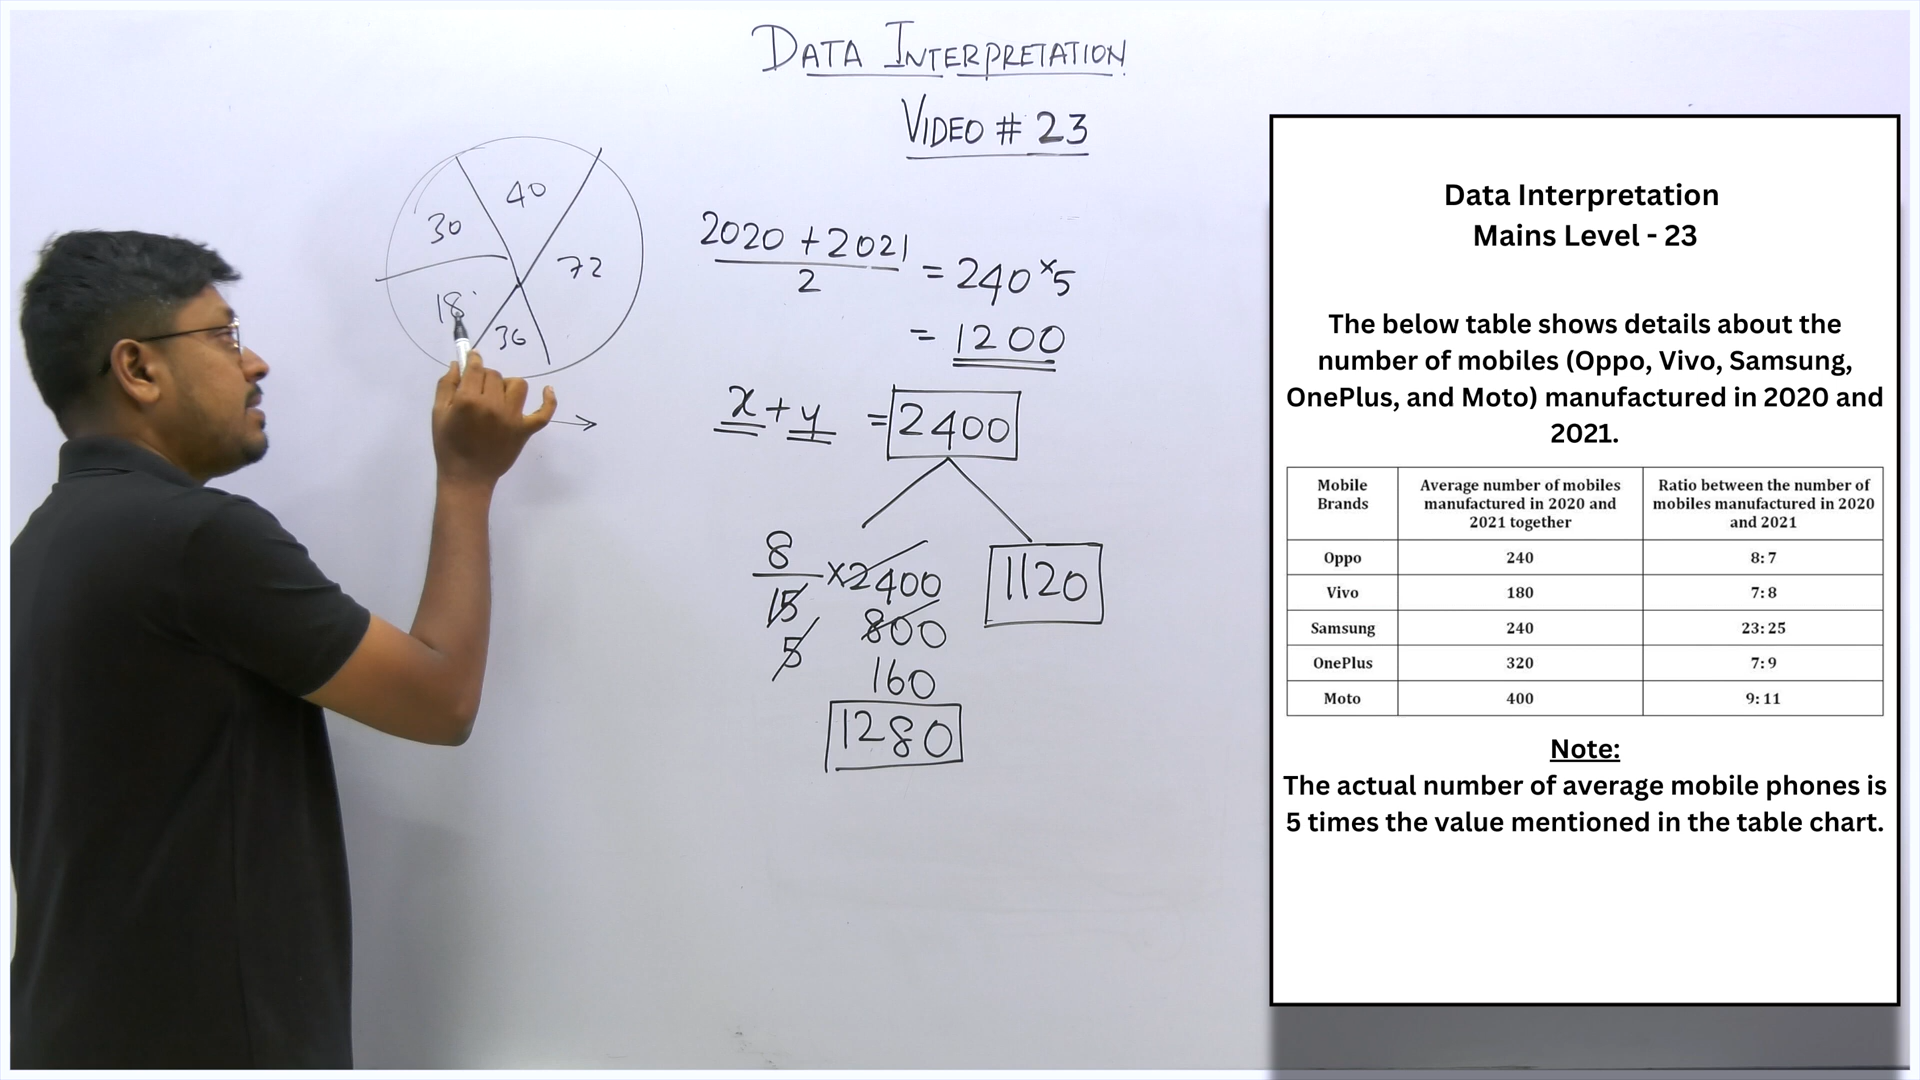 DATA INTERPRETATION
VIDEO # 23
40
30
72
18
36
2020 + 2021
2
= 240 x 5
= 1200
x + y = 2400
8
15
x 2400
1120
800
5
160
1280
Data Interpretation
Mains Level - 23
The below table shows details about the
number of mobiles (Oppo, Vivo, Samsung,
OnePlus, and Moto) manufactured in 2020 and
2021.
Mobile Brands | Average number of mobiles manufactured in 2020 and 2021 together | Ratio between the number of mobiles manufactured in 2020 and 2021
Oppo 240 8:7
Vivo 180 7:8
Samsung 240 23:25
OnePlus 320 7:9
Moto 400 9:11
Note:
The actual number of average mobile phones is
5 times the value mentioned in the table chart.